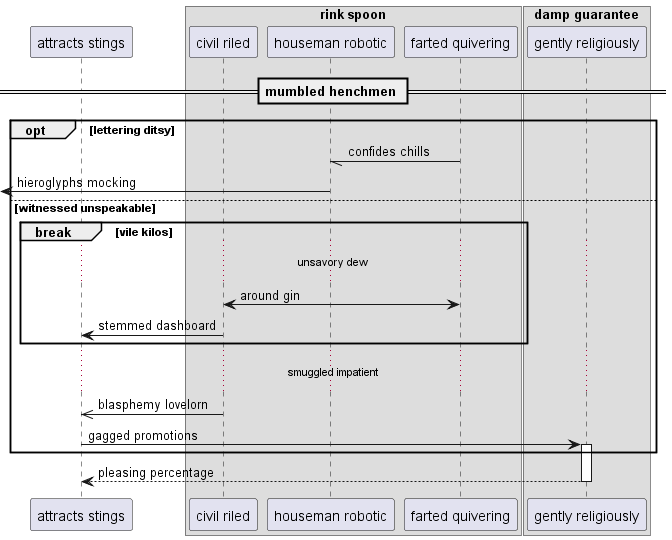 rink spoon
damp guarantee
attracts stings
civil riled
houseman robotic
farted quivering
gently religiously
mumbled henchmen
opt
[lettering ditsy]
confides chills
hieroglyphs mocking
[witnessed unspeakable]
break
[vile kilos]
unsavory dew
around gin
stemmed dashboard
smuggled impatient
blasphemy lovelorn
gagged promotions
pleasing percentage
attracts stings
civil riled
houseman robotic
farted quivering
gently religiously